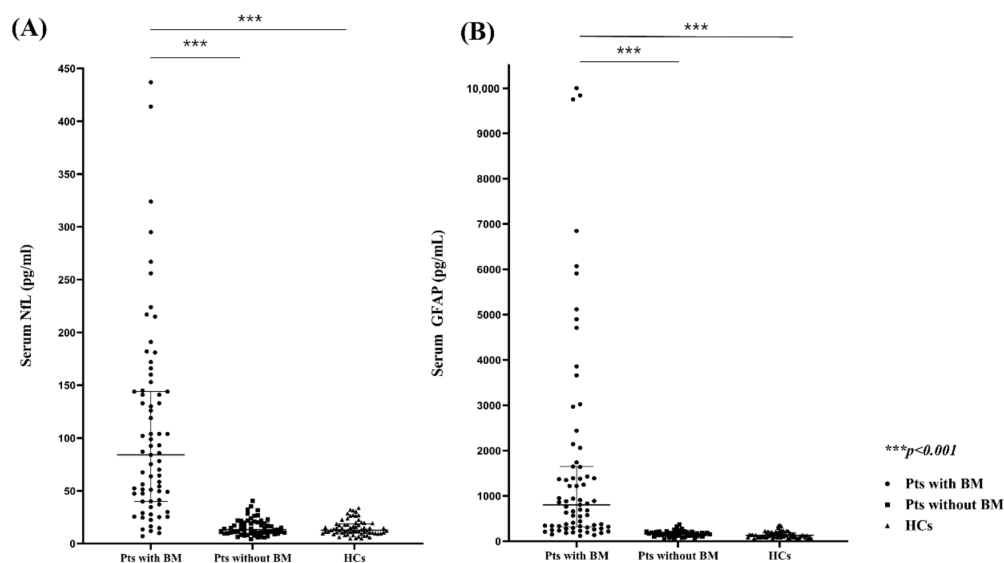 (A)
***
***
450
400
350
300
250
200
150
100
50
0
Serum NfL (pg/ml)
Pts with BM
Pts without BM
HCs
(B)
***
***
10,000
9000
8000
7000
6000
5000
4000
3000
2000
1000
0
Serum GFAP (pg/mL)
Pts with BM
Pts without BM
HCs
***p<0.001
Pts with BM
Pts without BM
HCs